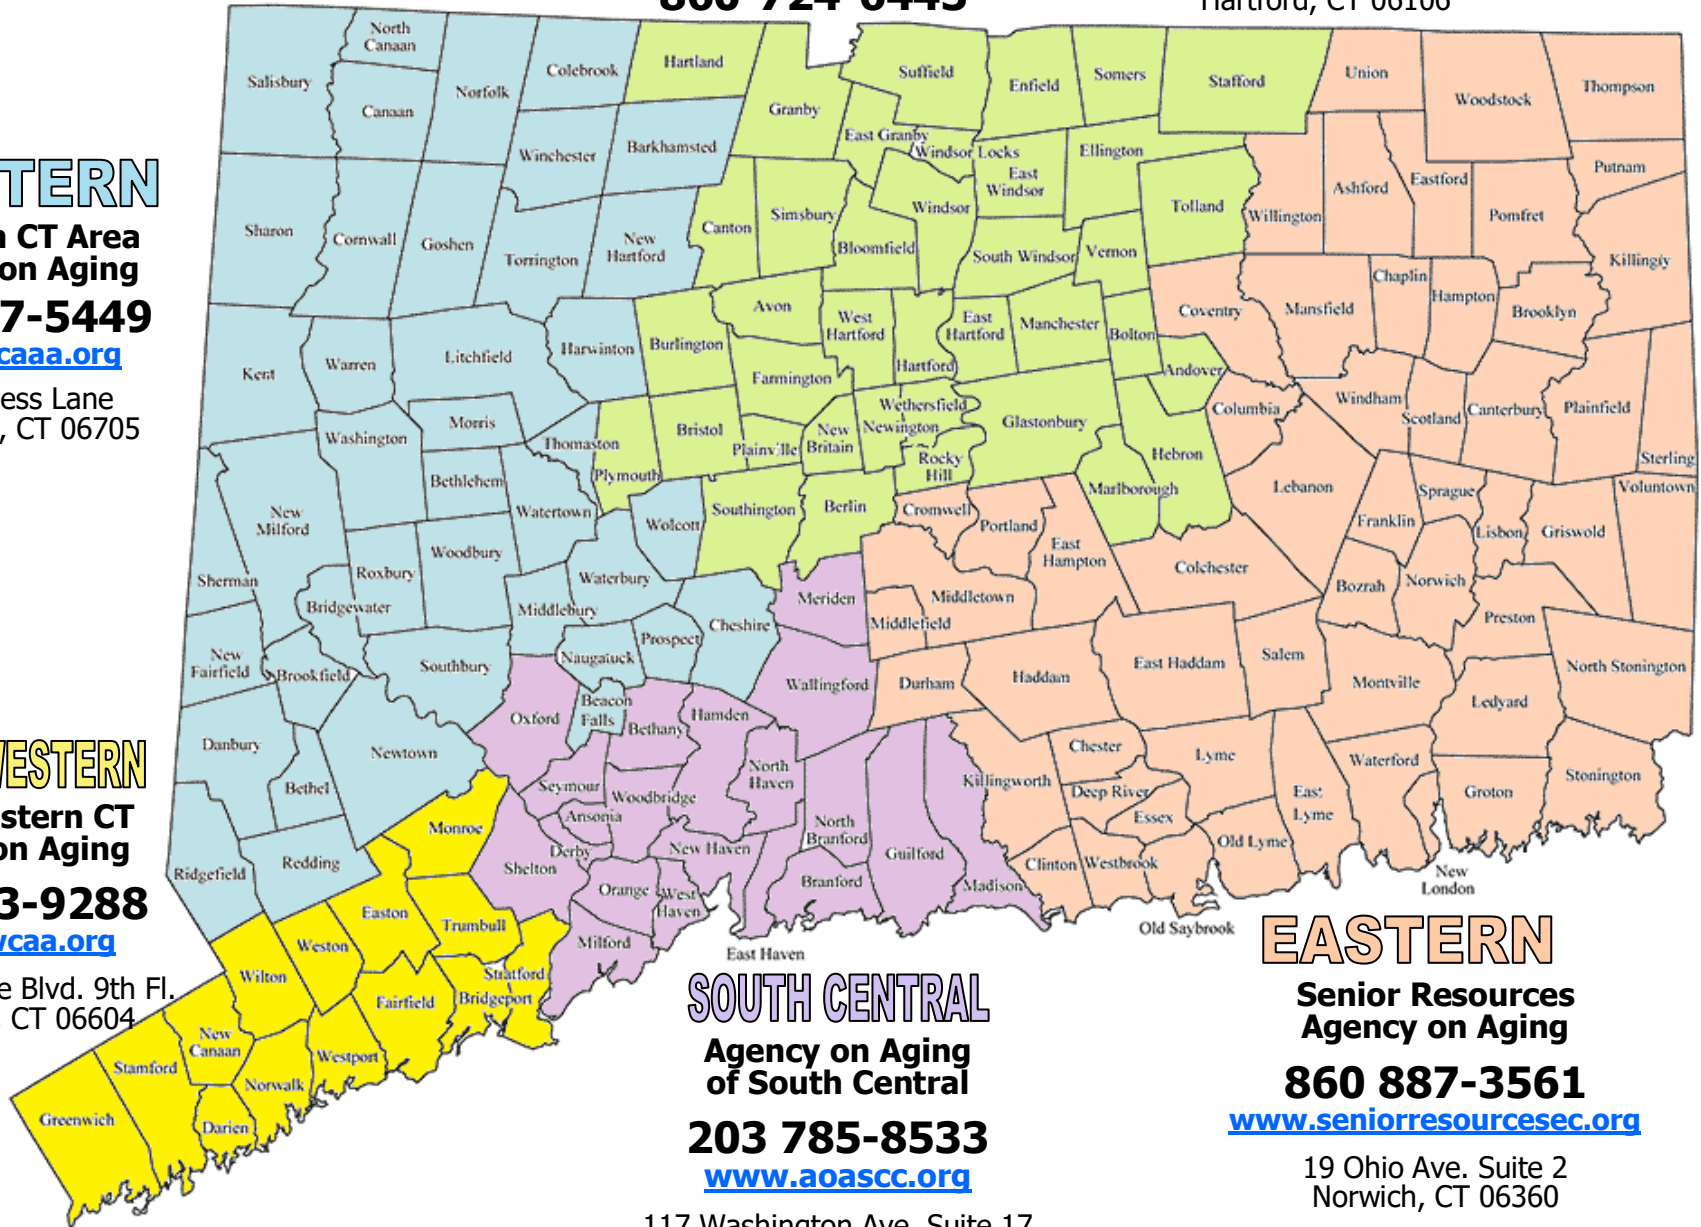 860-724-6443
Hartford, CT 06106
North
Canaan
Salisbury
Canaan
Norfolk
Colebrook
Hartland
Granby
Suffield
Enfield
Somers
Stafford
Union
Woodstock
Thompson
East Granby
Windsor Locks
Winchester
Barkhamsted
East
Windsor
Ellington
Tolland
Willington
Ashford
Eastford
Putnam
Pomfret
Sharon
Cornwall
Goshen
Torrington
New
Hartford
Canton
Simsbury
Bloomfield
Windsor
South Windsor
Vernon
Coventry
Mansfield
Chaplin
Hampton
Brooklyn
Killingly
Kent
Warren
Litchfield
Harwinton
Burlington
Avon
West
Hartford
Hartford
East
Hartford
Manchester
Bolton
Andover
Farmington
Washington
Morris
Thomaston
Plymouth
Bristol
Plainville
New
Britain
Newington
Wethersfield
Rocky
Hill
Glastonbury
Hebron
Marlborough
Columbia
Windham
Scotland
Canterbury
Plainfield
Sterling
Lebanon
Sprague
Voluntown
New
Milford
Bethlehem
Watertown
Wolcott
Southington
Berlin
Cromwell
Portland
East
Hampton
Colchester
Franklin
Lisbon
Griswold
Sherman
Roxbury
Woodbury
Bridgewater
Middlebury
Waterbury
Cheshire
Meriden
Middletown
Middlefield
Bozrah
Norwich
Preston
New
Fairfield
Brookfield
Southbury
Naugatuck
Prospect
Wallingford
Durham
Haddam
East Haddam
Salem
Montville
Ledyard
North Stonington
Danbury
Bethel
Newtown
Oxford
Beacon
Falls
Bethany
Hamden
North
Haven
Killingworth
Chester
Deep River
Essex
Lyme
East
Lyme
Waterford
Groton
Stonington
Ridgefield
Redding
Monroe
Seymour
Ansonia
Derby
Woodbridge
New Haven
North
Branford
Guilford
Madison
Clinton
Westbrook
Old Lyme
New
London
Old Saybrook
Shelton
Orange
West
Haven
Branford
East Haven
Milford
Easton
Trumbull
Weston
Wilton
Stratford
Bridgeport
Fairfield
New
Canaan
Westport
Stamford
Norwalk
Greenwich
Darien
TERN
n CT Area
on Aging
7-5449
caaa.org
ess Lane
, CT 06705
WESTERN
stern CT
on Aging
3-9288
vcaa.org
e Blvd. 9th Fl.
CT 06604
SOUTH CENTRAL
Agency on Aging
of South Central
203 785-8533
www.aoascc.org
117 Washington Ave. Suite 17
EASTERN
Senior Resources
Agency on Aging
860 887-3561
www.seniorresourcesec.org
19 Ohio Ave. Suite 2
Norwich, CT 06360